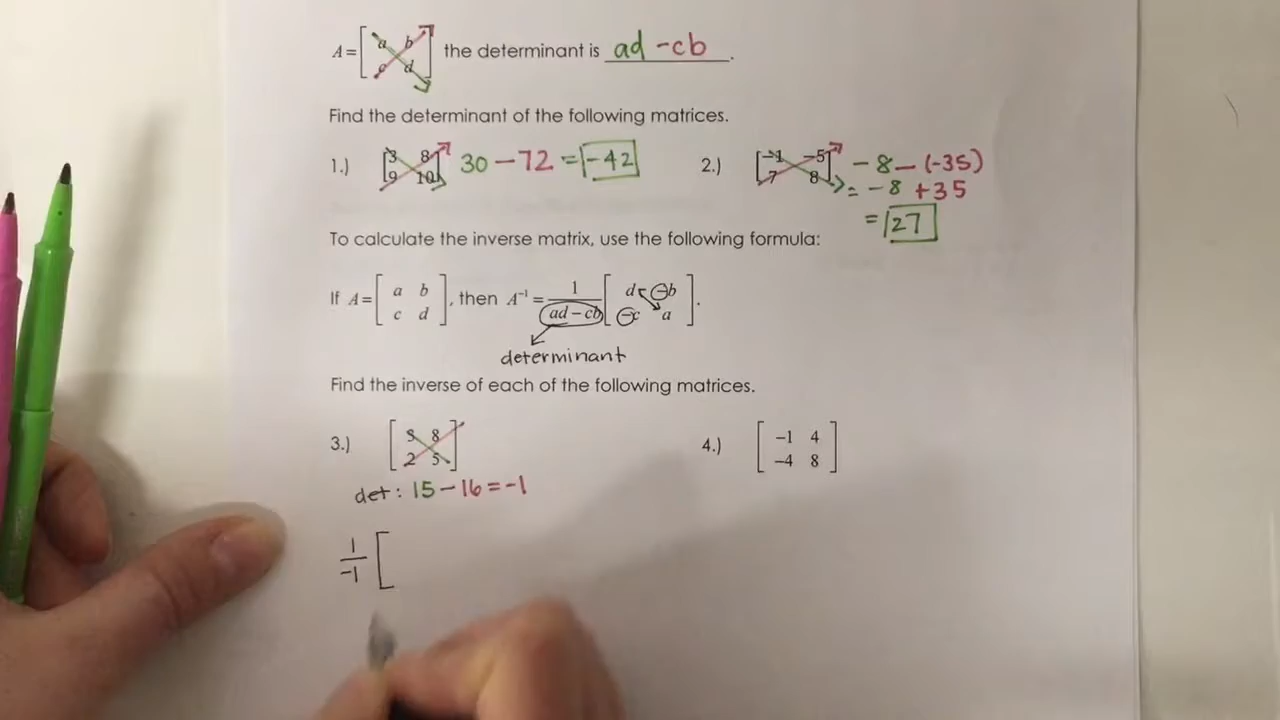 A = [ a b the determinant is ad - cb .
c d ]
Find the determinant of the following matrices.
1.) [ 3 8 30 - 72 = -42
9 10 ]
2.) [ -1 -5 -8 - (-35)
7 8 ] = -8 + 35
= 27
To calculate the inverse matrix, use the following formula:
If A = [ a b , then A⁻¹ = 1 [ d -b .
c d ] ad - cb -c a ]
determinant
Find the inverse of each of the following matrices.
3.) [ 3 8
2 5 ]
det: 15 - 16 = -1
1 [
-1
4.) [ -1 4
-4 8 ]